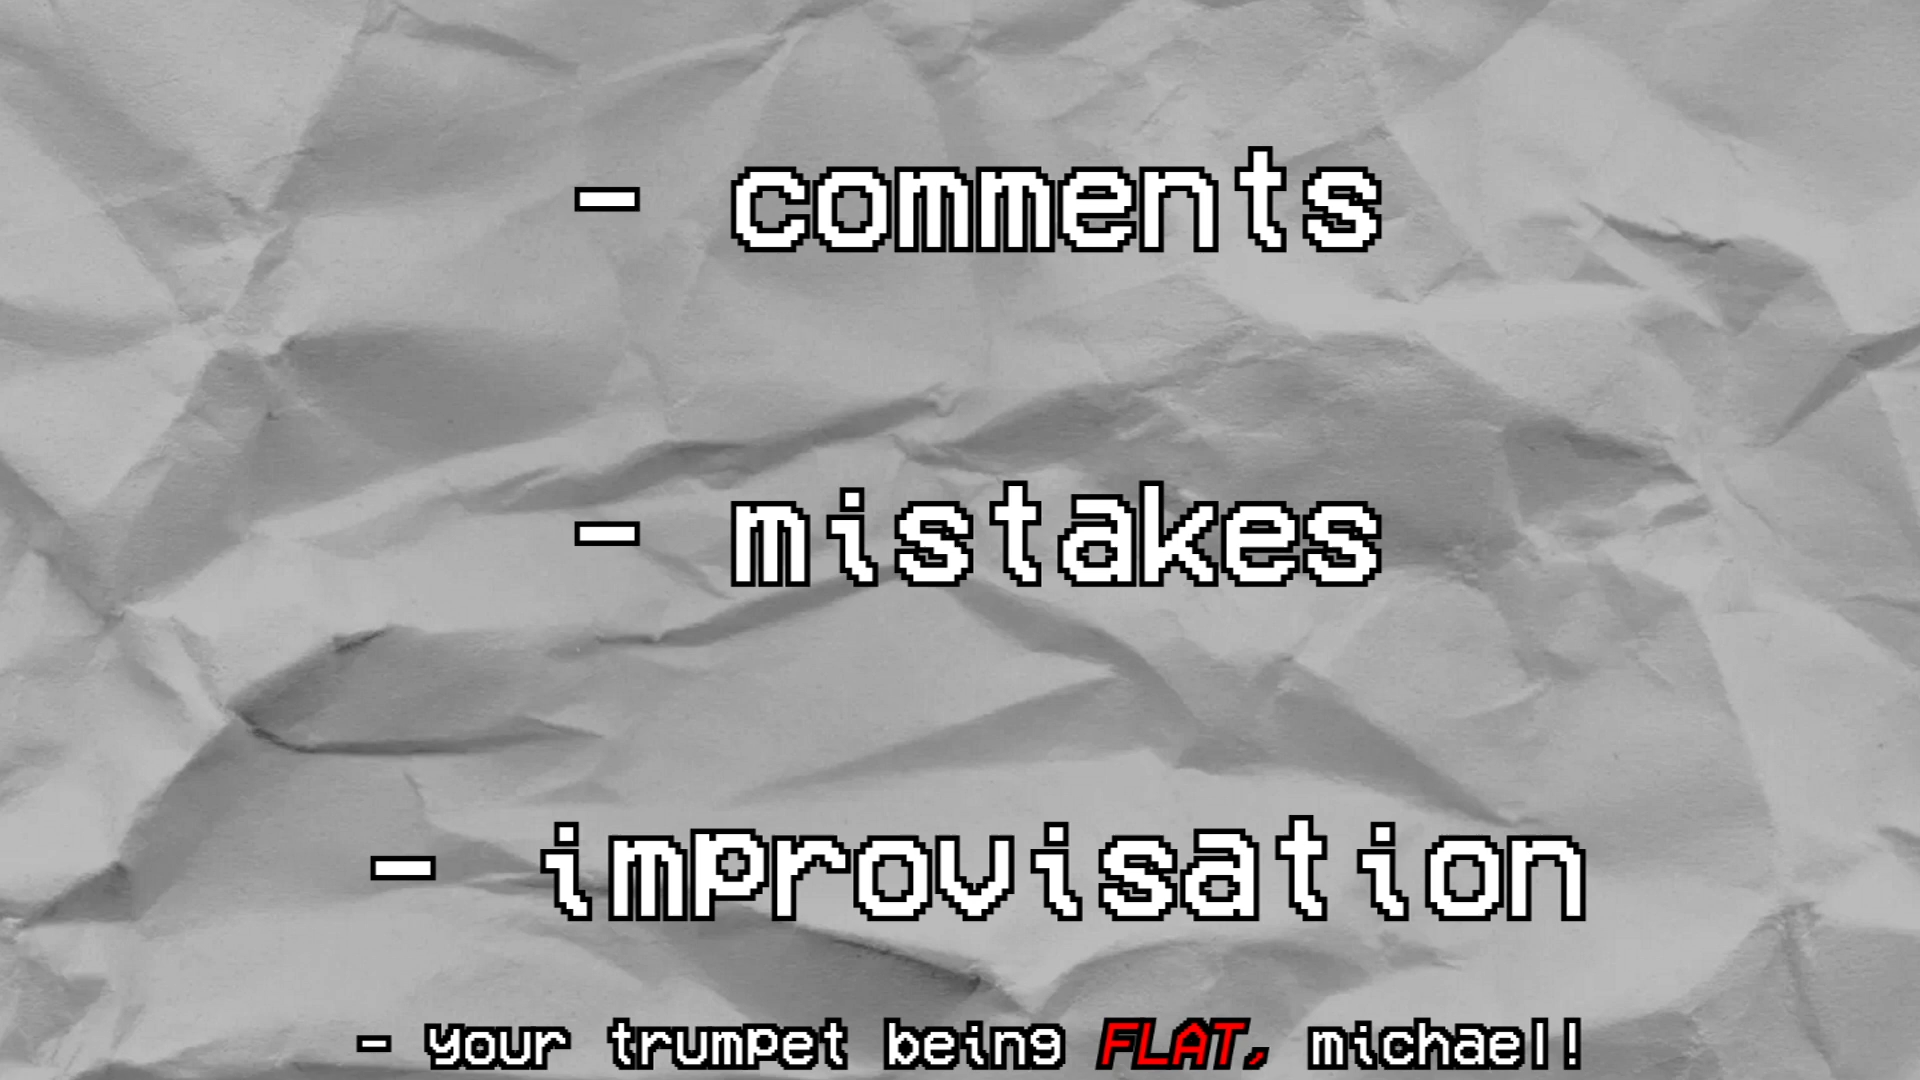 - comments
- mistakes
- improvisation
- your trumpet being FLAT, michael!